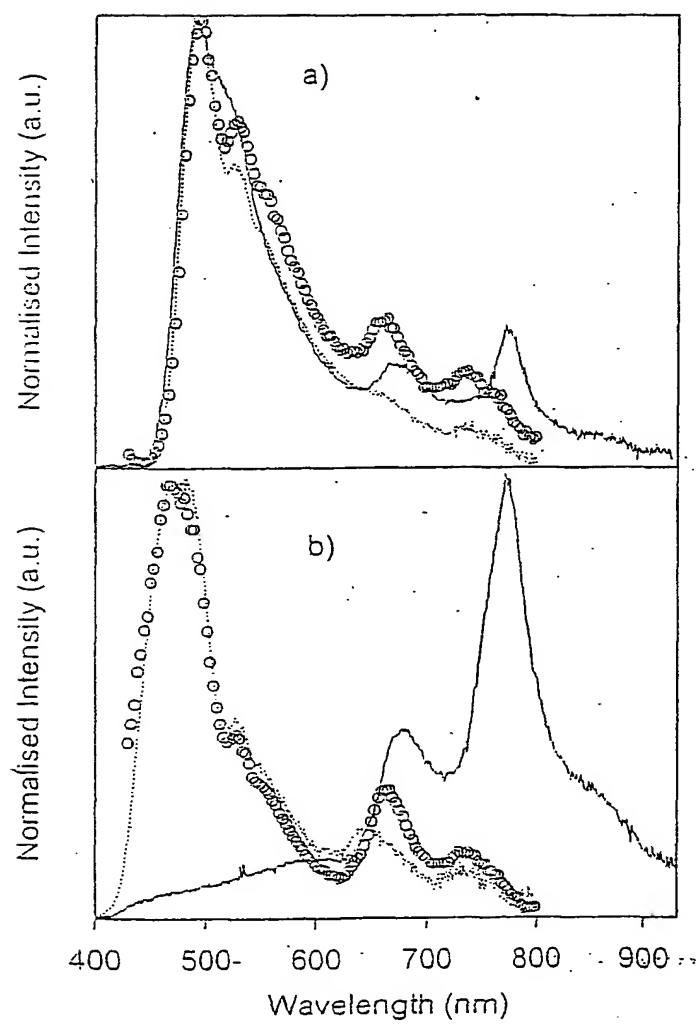 Normalised Intensity (a.u.)
a)
Normalised Intensity (a.u.)
b)
400 500 600 700 800 900
Wavelength (nm)